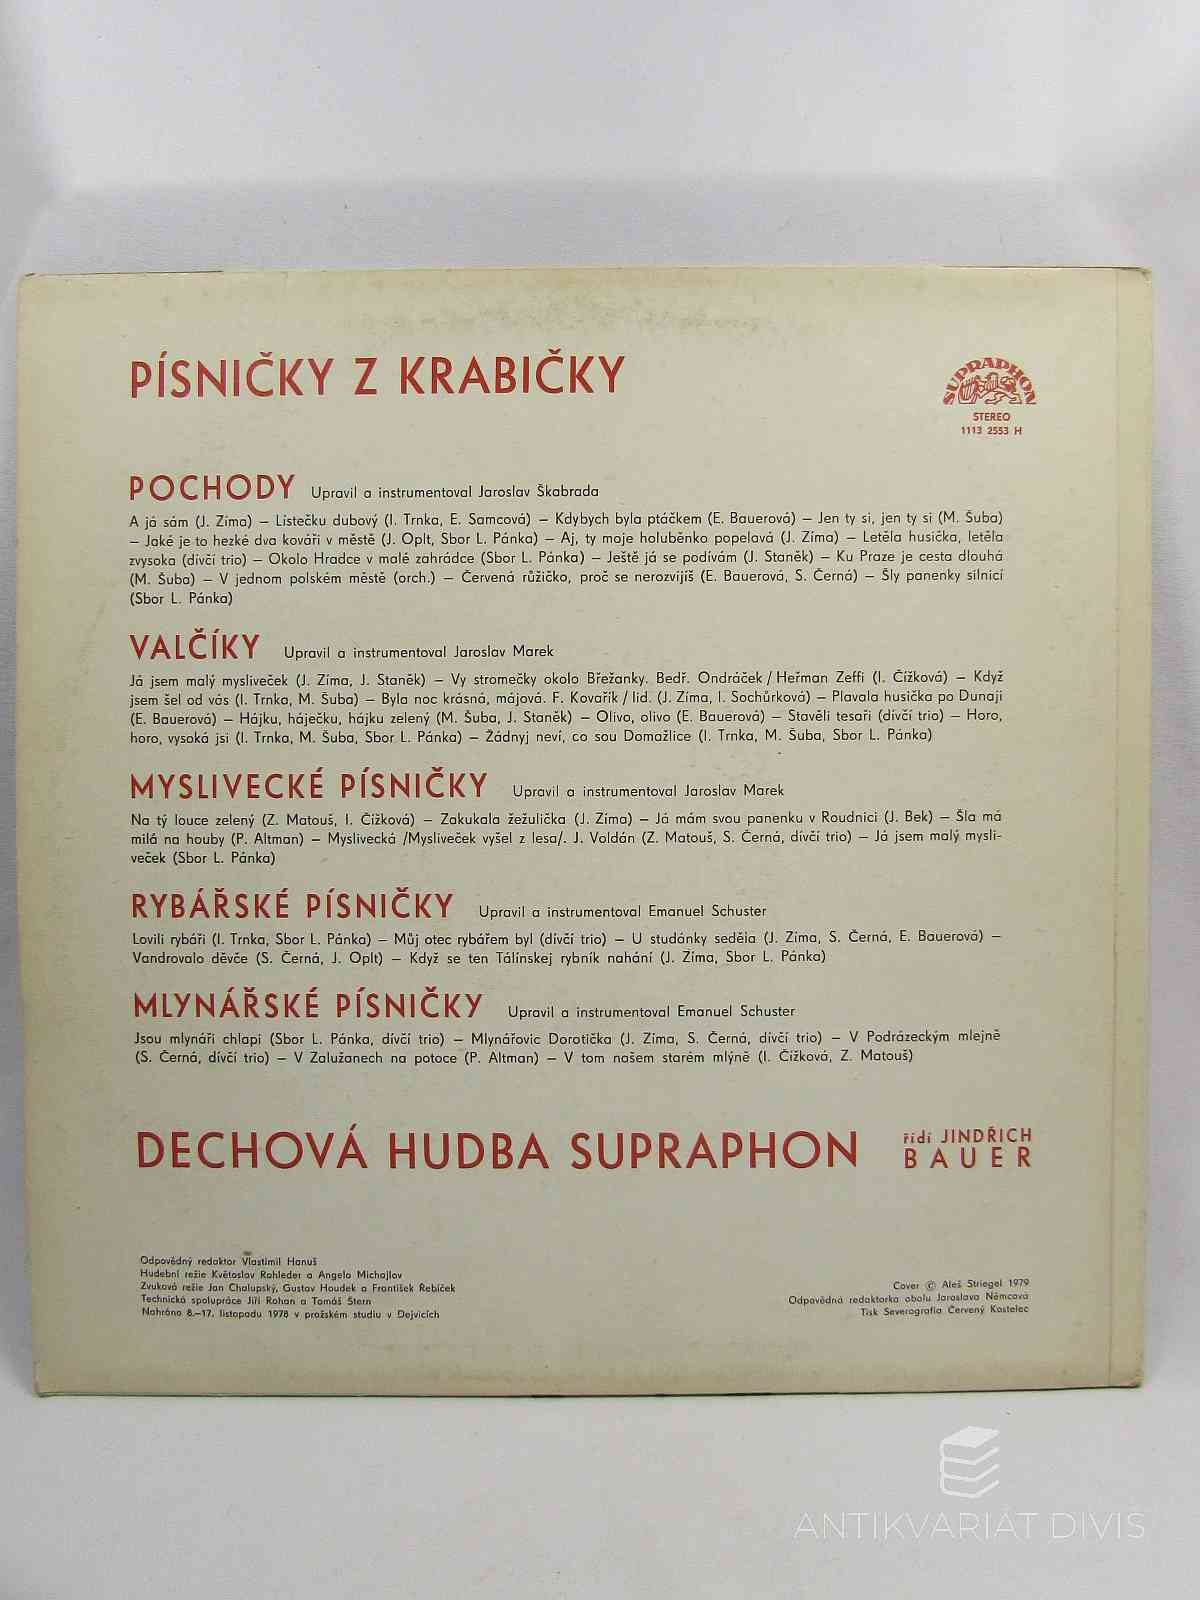 PÍSNIČKY Z KRABIČKY
SUPRAPHON
STEREO
1113 2553 H
POCHODY Upravil a instrumentoval Jaroslav Škabrada
A já sám (J. Zíma) – Lístečku dubový (I. Trnka, E. Samcová) – Kdybych byla ptáčkem (E. Bauerová) – Jen ty si, jen ty si (M. Šuba)
– Jaké je to hezké dva kováři v městě (J. Oplt, Sbor L. Pánka) – Aj, ty moje holuběnko popelavá (J. Zíma) – Letěla husička, letěla
zvysoka (dívčí trio) – Okolo Hradce v malé zahrádce (Sbor L. Pánka) – Ještě já se podívám (J. Staněk) – Ku Praze je cesta dlouhá
(M. Šuba) – V jednom polském městě (orch.) – Červená růžičko, proč se nerozvíjíš (E. Bauerová, S. Černá) – Šly panenky silnicí
(Sbor L. Pánka)
VALČÍKY Upravil a instrumentoval Jaroslav Marek
Já jsem malý mysliveček (J. Zíma, J. Staněk) – Vy stromečky okolo Břežanky. Bedř. Ondráček / Heřman Zeffi (I. Čížková) – Když
jsem šel od vás (I. Trnka, M. Šuba) – Byla noc krásná, májová. F. Kovařík / lid. (J. Zíma, I. Sochůrková) – Plavala husička po Dunaji
(E. Bauerová) – Hájku, háječku, hájku zelený (M. Šuba, J. Staněk) – Olivo, olivo (E. Bauerová) – Stavěli tesaři (dívčí trio) – Horo,
horo, vysoká jsi (I. Trnka, M. Šuba, Sbor L. Pánka) – Žádnyj neví, co sou Domažlice (I. Trnka, M. Šuba, Sbor L. Pánka)
MYSLIVECKÉ PÍSNIČKY Upravil a instrumentoval Jaroslav Marek
Na tý louce zelený (Z. Matouš, I. Čížková) – Zakukala žežulička (J. Zíma) – Já mám svou panenku v Roudnici (J. Bek) – Šla má
milá na houby (P. Altman) – Myslivecká /Mysliveček vyšel z lesa/. J. Voldán (Z. Matouš, S. Černá, dívčí trio) – Já jsem malý mysli-
veček (Sbor L. Pánka)
RYBÁŘSKÉ PÍSNIČKY Upravil a instrumentoval Emanuel Schuster
Lovili rybáři (I. Trnka, Sbor L. Pánka) – Můj otec rybářem byl (dívčí trio) – U studánky seděla (J. Zíma, S. Černá, E. Bauerová) –
Vandrovalo děvče (S. Černá, J. Oplt) – Když se ten Tálínskej rybník nahání (J. Zíma, Sbor L. Pánka)
MLYNÁŘSKÉ PÍSNIČKY Upravil a instrumentoval Emanuel Schuster
Jsou mlynáři chlapi (Sbor L. Pánka, dívčí trio) – Mlynářovic Dorotička (J. Zíma, S. Černá, dívčí trio) – V Podrázeckým mlejně
(S. Černá, dívčí trio) – V Zalužanech na potoce (P. Altman) – V tom našem starém mlýně (I. Čížková, Z. Matouš)
DECHOVÁ HUDBA SUPRAPHON řídí JINDŘICH
BAUER
Odpovědný redaktor Vlastimil Hanuš
Hudební režie Květoslav Rohleder a Angelo Michajlov
Zvuková režie Jan Chalupský, Gustav Houdek a František Řebíček
Technická spolupráce Jiří Rohan a Tomáš Štern
Nahráno 8.–17. listopadu 1978 v pražském studiu v Dejvicích
Cover © Aleš Striegel 1979
Odpovědná redaktorka obalu Jaroslava Němcová
Tisk Severografia Červený Kostelec
ANTIKVARIÁT DIVIŠ